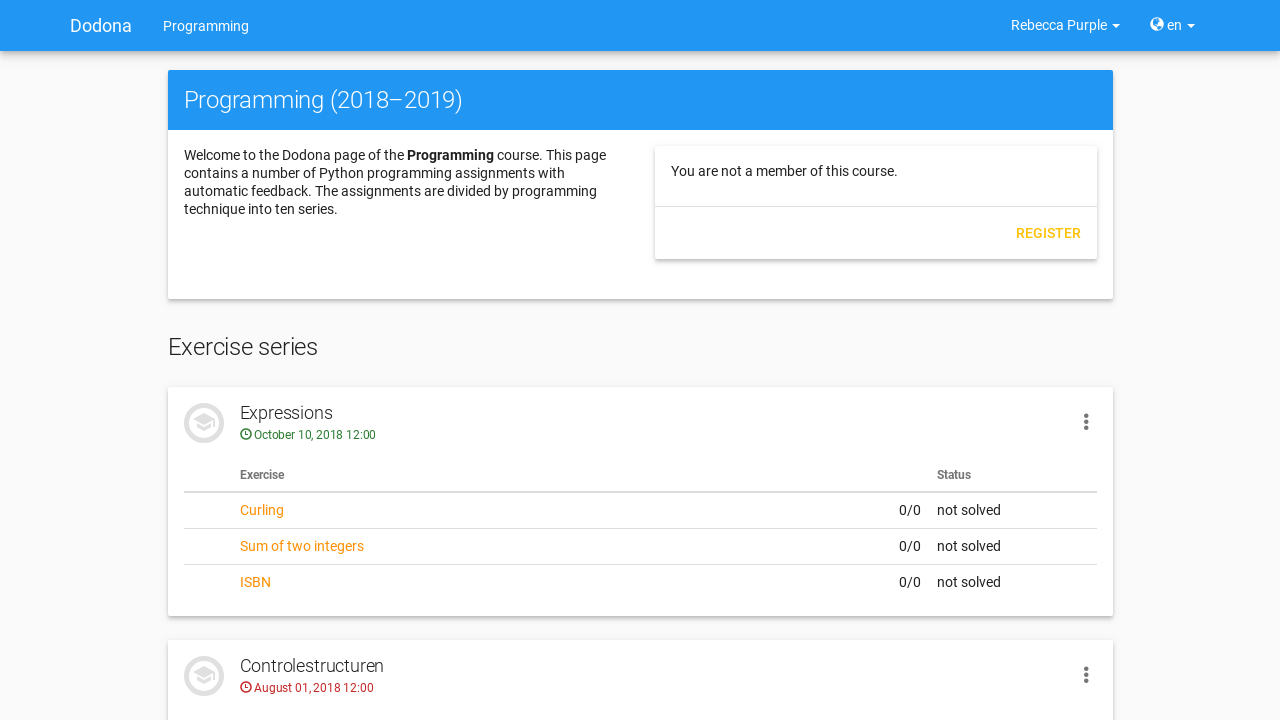 Dodona Programming Rebecca Purple en
Programming (2018–2019)
Welcome to the Dodona page of the Programming course. This page
contains a number of Python programming assignments with
automatic feedback. The assignments are divided by programming
technique into ten series.
You are not a member of this course.
REGISTER
Exercise series
Expressions
October 10, 2018 12:00
Exercise Status
Curling 0/0 not solved
Sum of two integers 0/0 not solved
ISBN 0/0 not solved
Controlestructuren
August 01, 2018 12:00